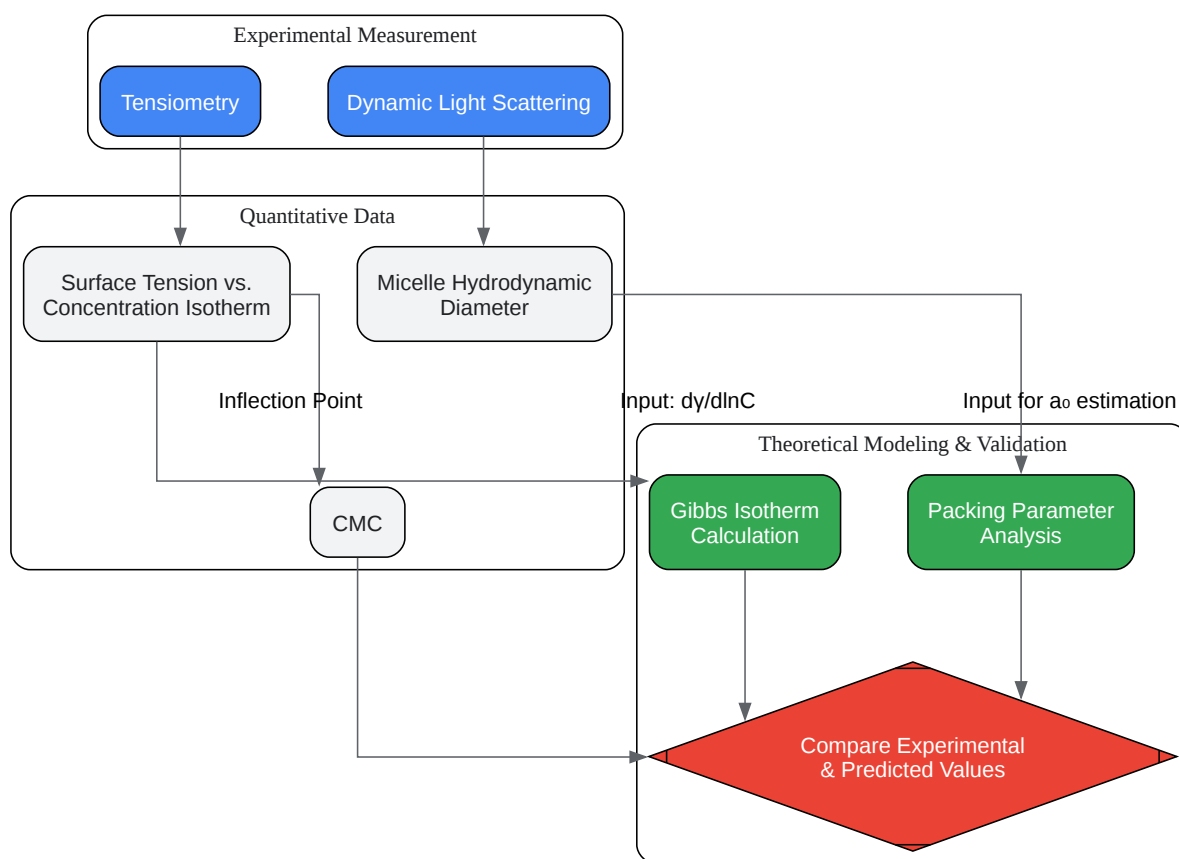 Experimental Measurement
Tensiometry
Dynamic Light Scattering
Quantitative Data
Surface Tension vs.
Concentration Isotherm
Micelle Hydrodynamic
Diameter
Inflection Point
Input: dγ/dlnC
Input for a₀ estimation
Theoretical Modeling & Validation
CMC
Gibbs Isotherm
Calculation
Packing Parameter
Analysis
Compare Experimental
& Predicted Values